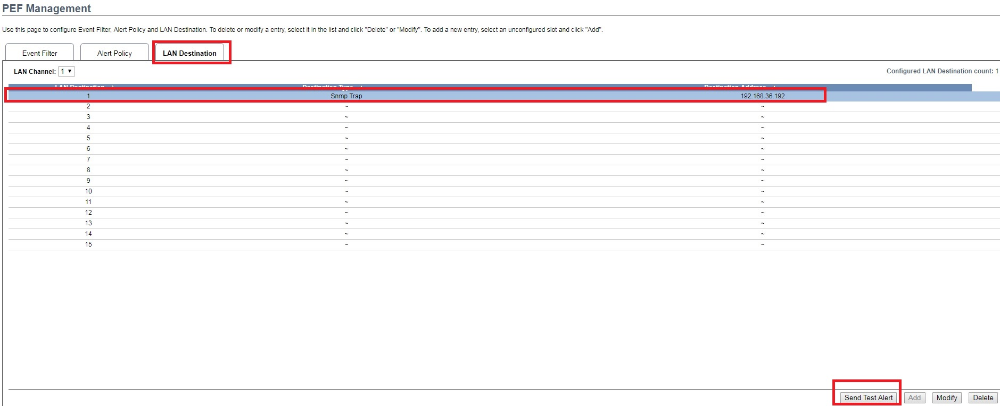 PEF Management
Use this page to configure Event Filter, Alert Policy and LAN Destination. To delete or modify a entry, select it in the list and click "Delete" or "Modify". To add a new entry, select an unconfigured slot and click "Add".
Event Filter Alert Policy LAN Destination
LAN Channel: 1 Configured LAN Destination count: 1
LAN Destination Destination Type Destination Address
1 Snmp Trap 192.168.36.192
2 ~ ~
3 ~ ~
4 ~ ~
5 ~ ~
6 ~ ~
7 ~ ~
8 ~ ~
9 ~ ~
10 ~ ~
11 ~ ~
12 ~ ~
13 ~ ~
14 ~ ~
15 ~ ~
Send Test Alert Add Modify Delete